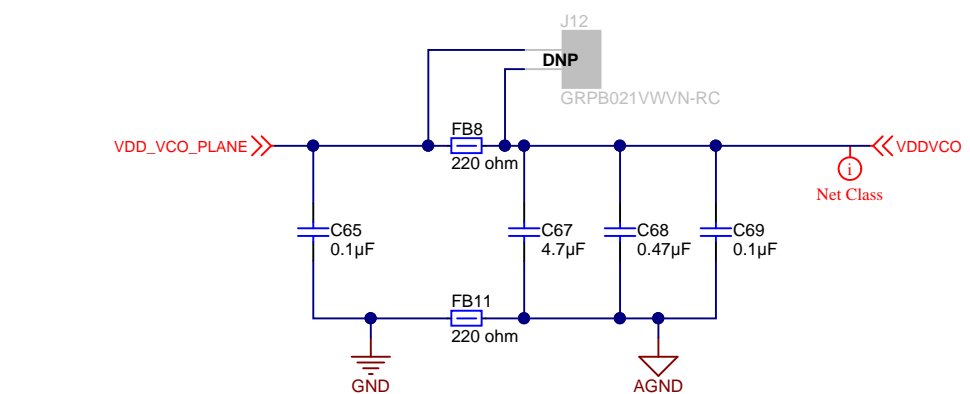 J12
DNP
GRPB021VWVN-RC
VDD_VCO_PLANE
FB8
220 ohm
VDDVCO
i
Net Class
C65
0.1µF
C67
4.7µF
C68
0.47µF
C69
0.1µF
FB11
220 ohm
GND
AGND